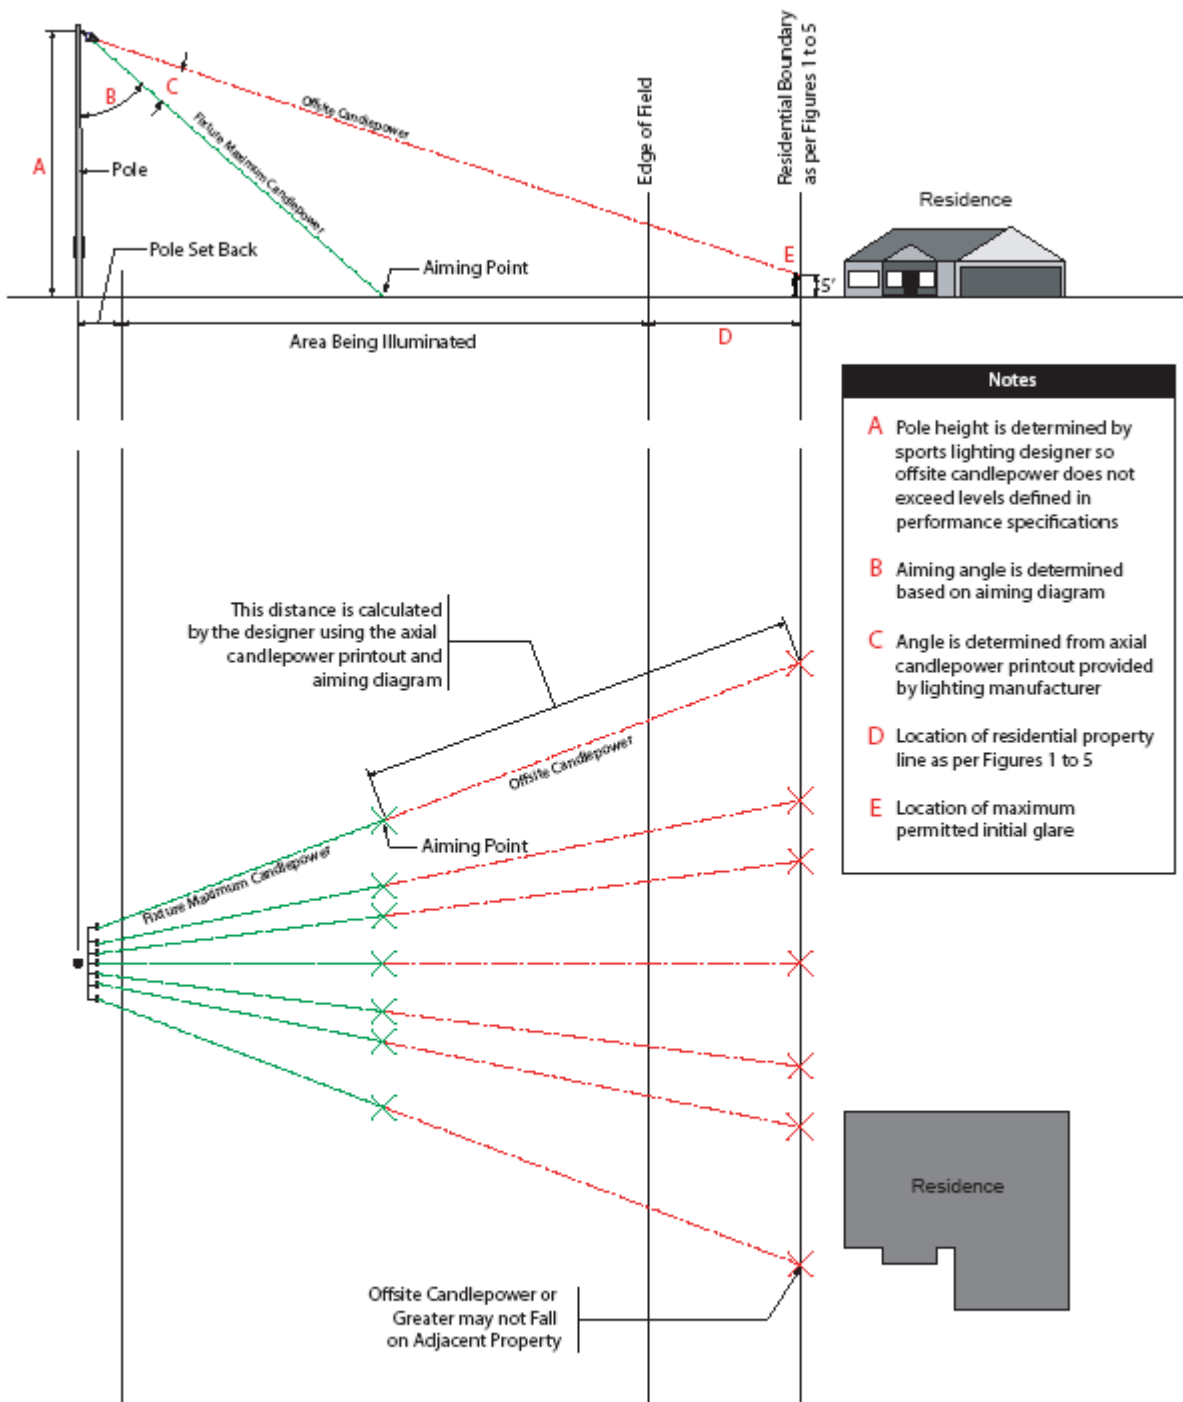 Residential Boundary
as per Figures 1 to 5
Edge of Field
C
B
Offsite Candlepower
Fixture Maximum Candlepower
A
Pole
Residence
Pole Set Back
E
Aiming Point
5'
Area Being Illuminated
D
Notes
A Pole height is determined by
sports lighting designer so
offsite candlepower does not
exceed levels defined in
performance specifications
B Aiming angle is determined
based on aiming diagram
C Angle is determined from axial
candlepower printout provided
by lighting manufacturer
D Location of residential property
line as per Figures 1 to 5
E Location of maximum
permitted initial glare
This distance is calculated
by the designer using the axial
candlepower printout and
aiming diagram
Offsite Candlepower
Aiming Point
Fixture Maximum Candlepower
Residence
Offsite Candlepower or
Greater may not Fall
on Adjacent Property